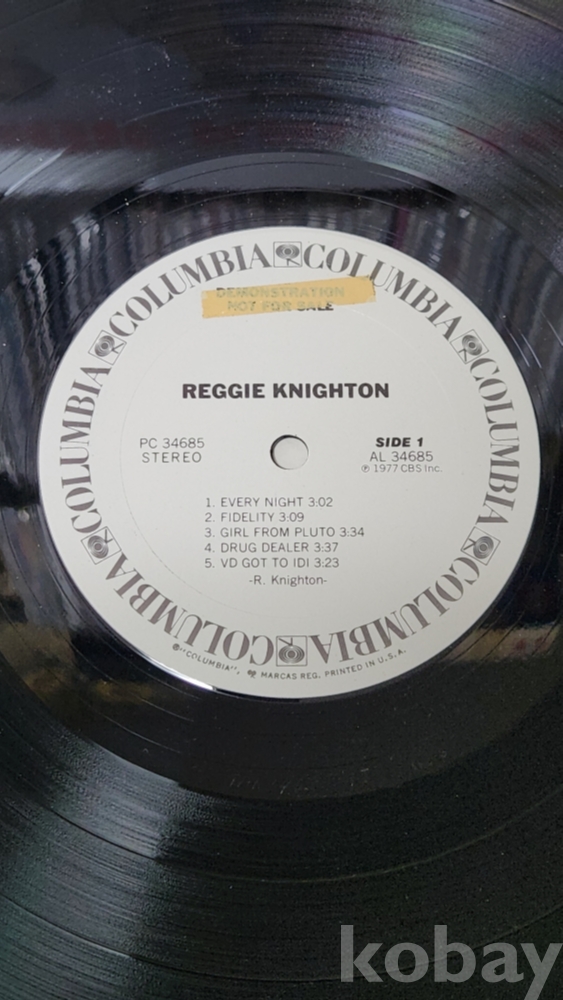 COLUMBIA COLUMBIA COLUMBIA COLUMBIA COLUMBIA COLUMBIA COLUMBIA
DEMONSTRATION
NOT FOR SALE
REGGIE KNIGHTON
PC 34685
STEREO
SIDE 1
AL 34685
℗ 1977 CBS Inc.
1. EVERY NIGHT 3:02
2. FIDELITY 3:09
3. GIRL FROM PLUTO 3:34
4. DRUG DEALER 3:37
5. VD GOT TO IDI 3:23
-R. Knighton-
®"COLUMBIA", MARCAS REG. PRINTED IN U.S.A.
kobay